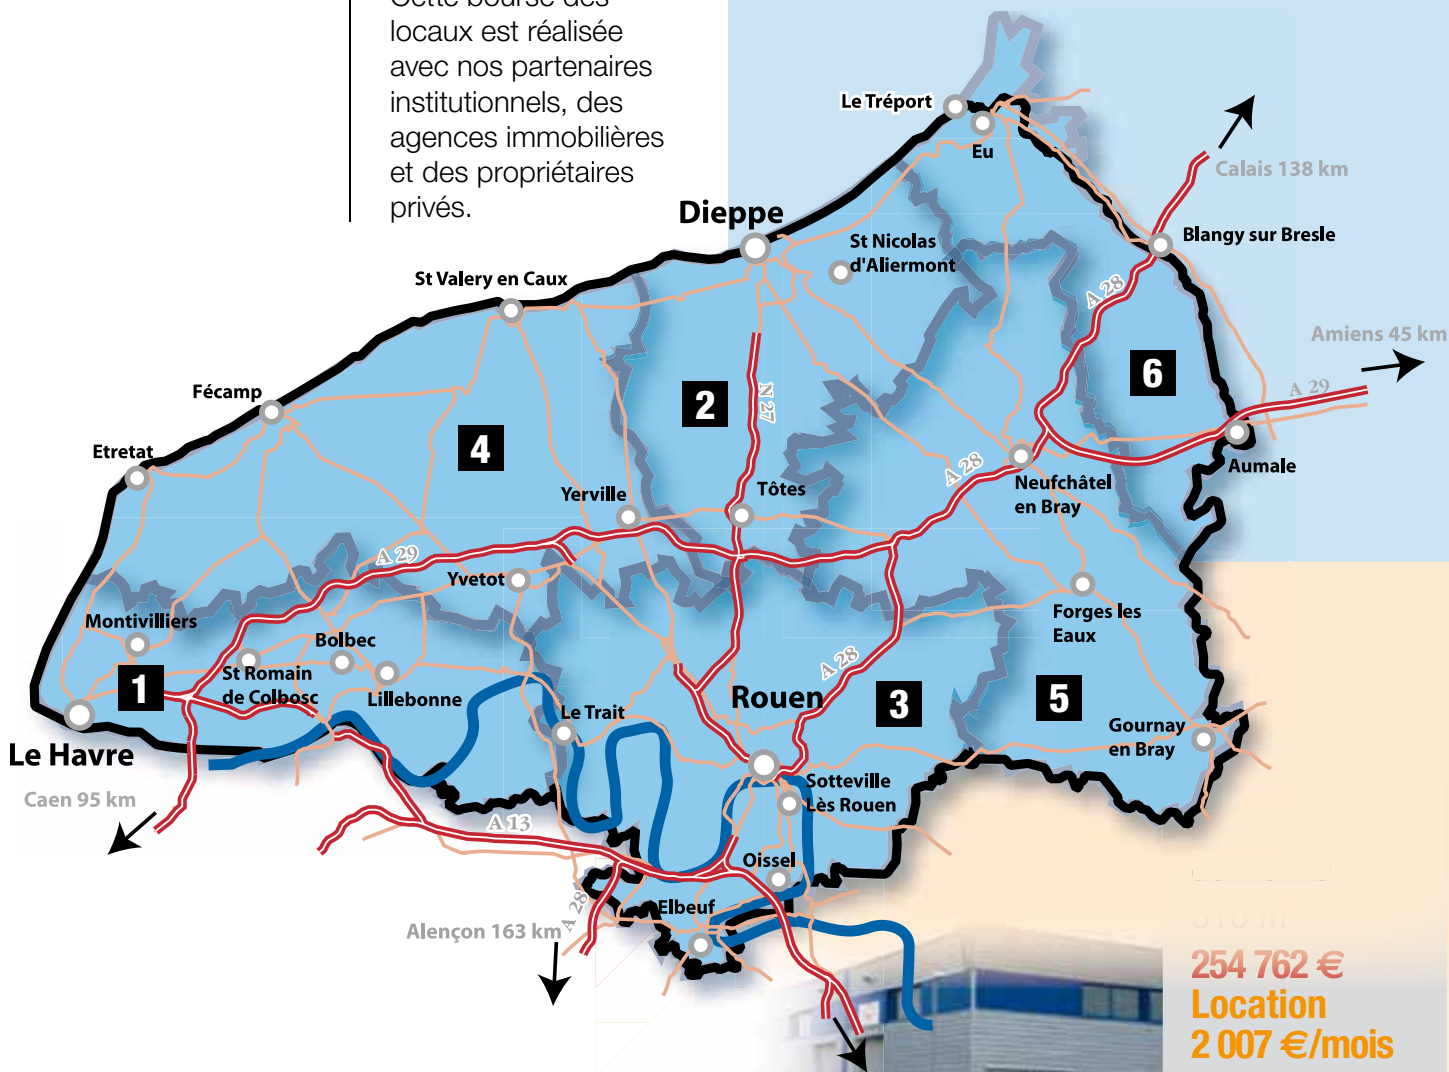 Cette bourse des
locaux est réalisée
avec nos partenaires
institutionnels, des
agences immobilières
et des propriétaires
privés.
Le Tréport
Eu
Calais 138 km
Dieppe
St Nicolas
d'Aliermont
Blangy sur Bresle
St Valery en Caux
A 28
Amiens 45 km
6
A 29
Fécamp
2
N 27
Etretat
4
A 28
Aumale
Yerville
Tôtes
Neufchâtel
en Bray
A 29
Yvetot
Montivilliers
Bolbec
Forges les
Eaux
St Romain
de Colbosc
A 28
1
Lillebonne
Rouen
3
5
Le Trait
Gournay
en Bray
Le Havre
Sotteville
Lès Rouen
Caen 95 km
A 13
Oissel
A 28
Elbeuf
Alençon 163 km
254 762 €
Location
2 007 €/mois